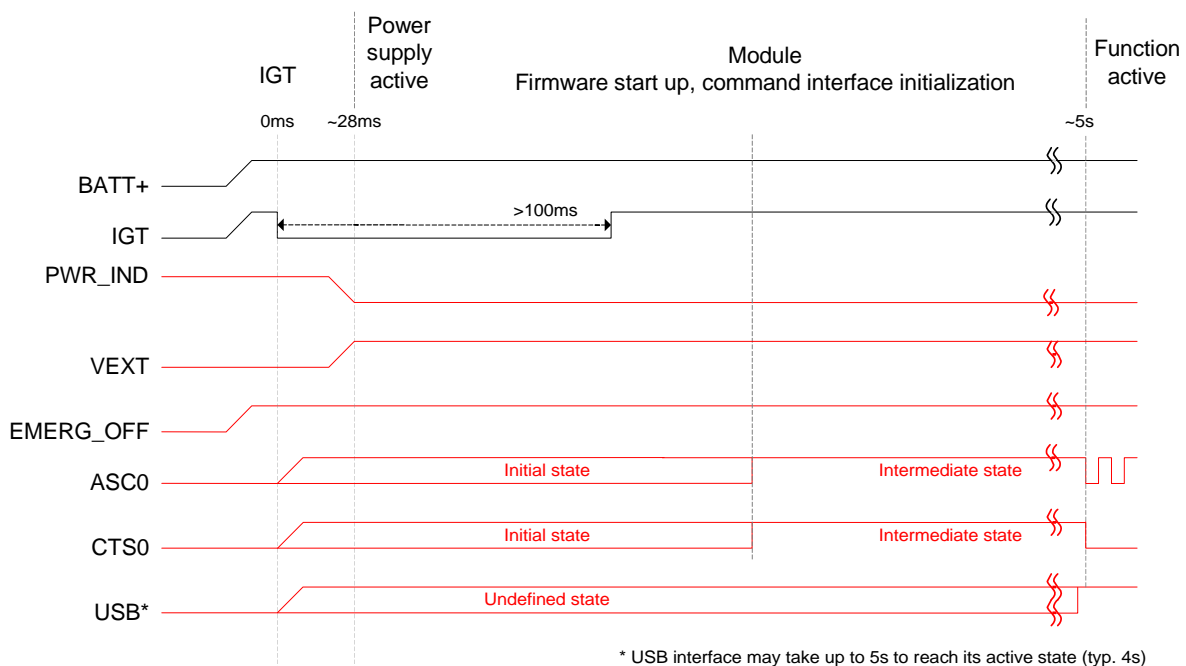 Power
supply
active
IGT
Module
Firmware start up, command interface initialization
Function
active
0ms
~28ms
~5s
BATT+
>100ms
IGT
PWR_IND
VEXT
EMERG_OFF
Initial state
Intermediate state
ASC0
Initial state
Intermediate state
CTS0
Undefined state
USB*
* USB interface may take up to 5s to reach its active state (typ. 4s)